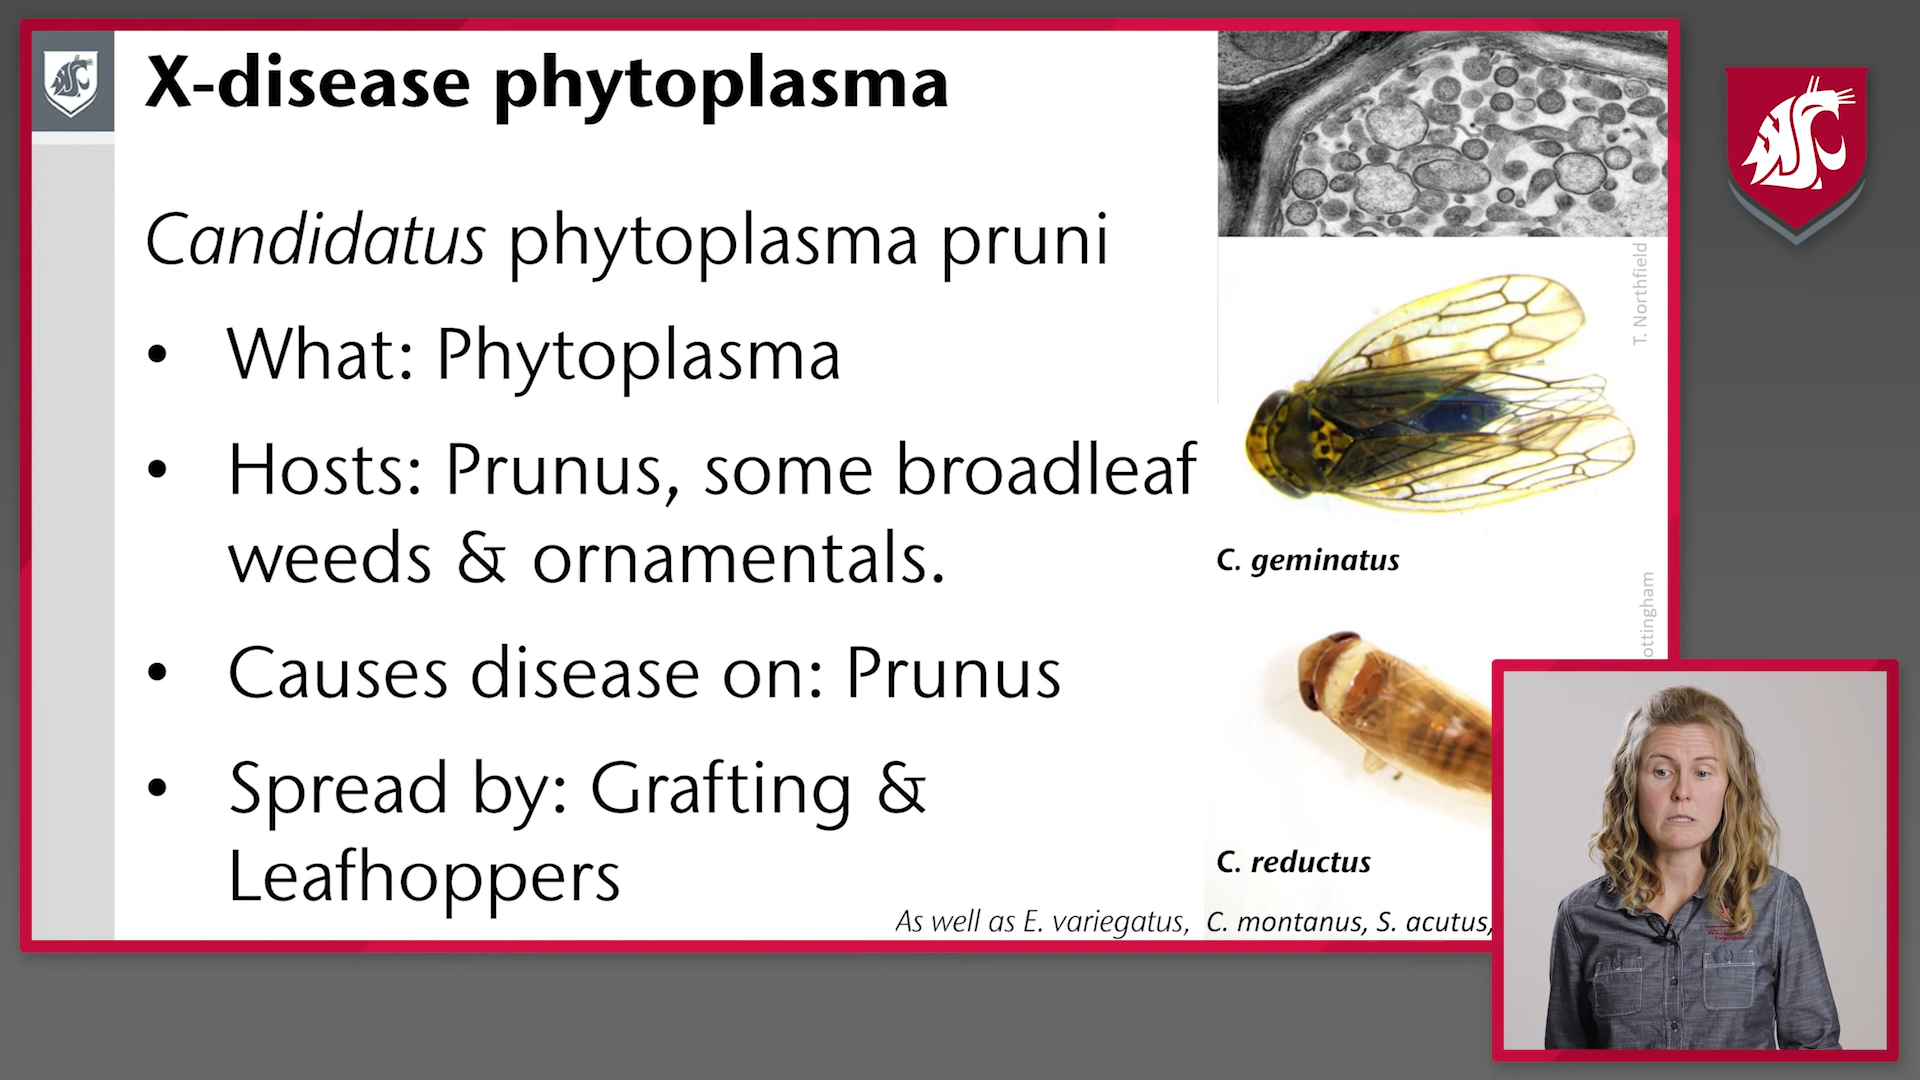 X-disease phytoplasma
Candidatus phytoplasma pruni
• What: Phytoplasma
• Hosts: Prunus, some broadleaf
weeds & ornamentals.
• Causes disease on: Prunus
• Spread by: Grafting &
Leafhoppers
T. Northfield
C. geminatus
C. reductus
As well as E. variegatus, C. montanus, S. acutus,